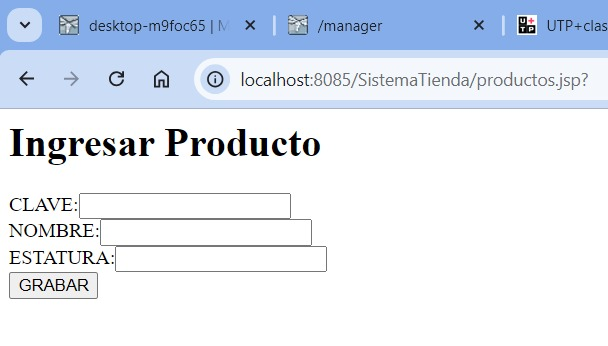 desktop-m9foc65 | M
/manager
UTP+clas
localhost:8085/SistemaTienda/productos.jsp?
Ingresar Producto
CLAVE:
NOMBRE:
ESTATURA:
GRABAR